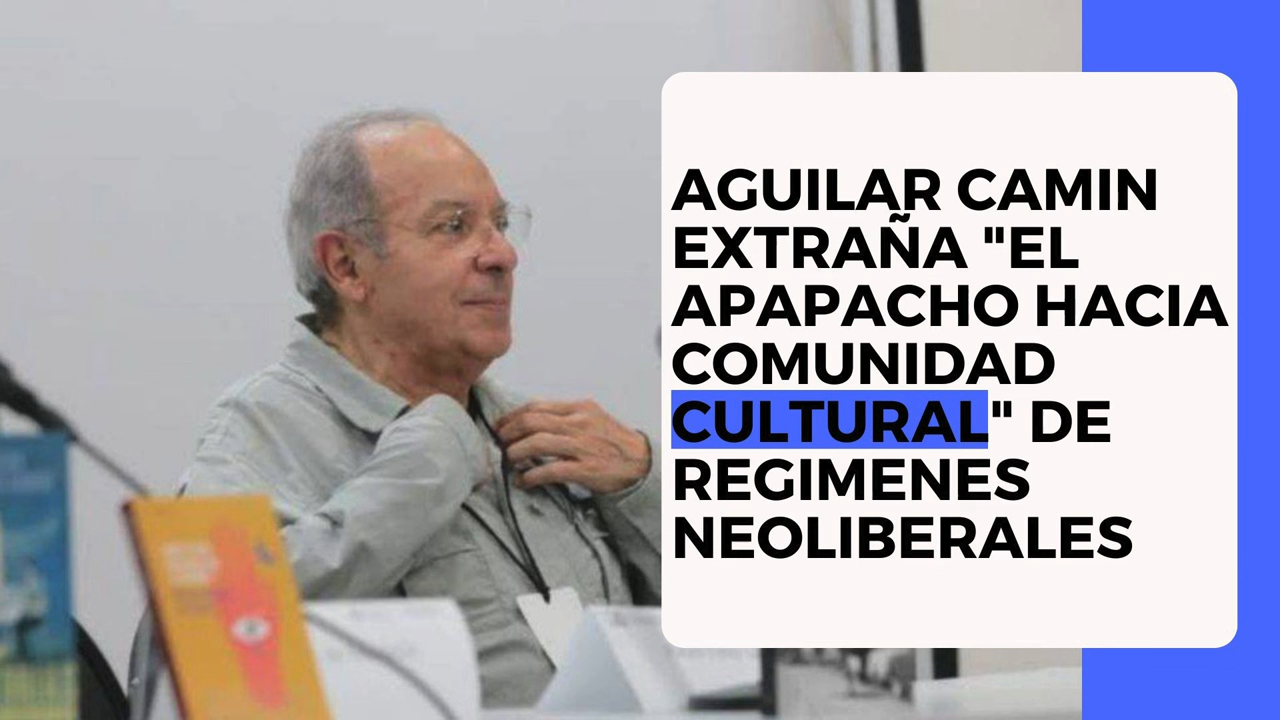 AGUILAR CAMIN
EXTRAÑA "EL
APAPACHO HACIA
COMUNIDAD
CULTURAL" DE
REGIMENES
NEOLIBERALES